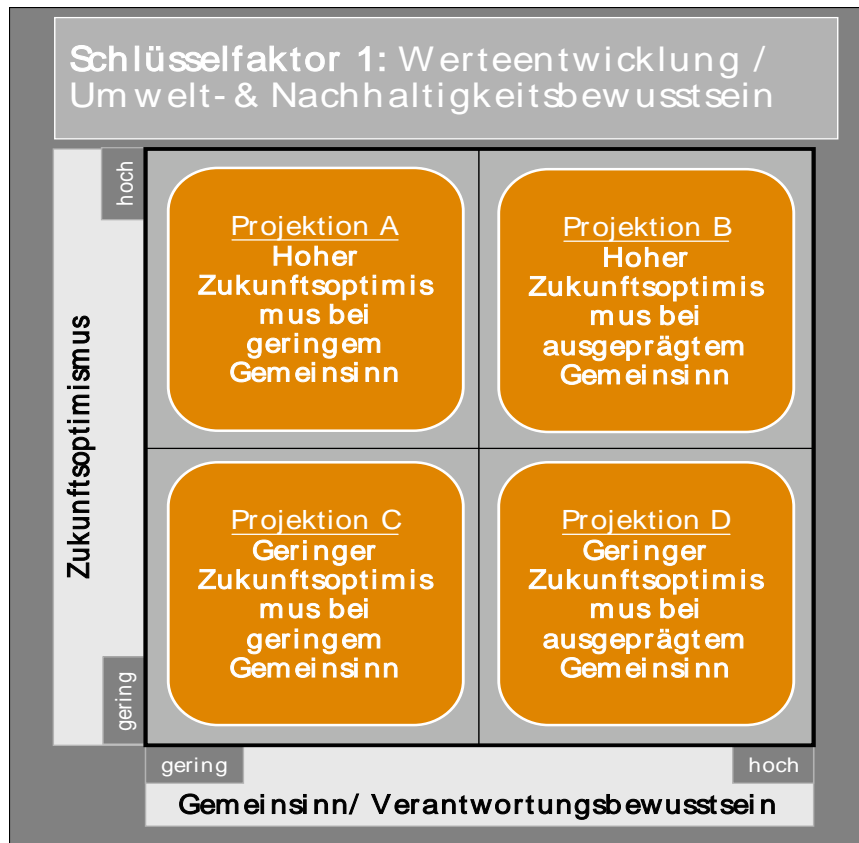 Schlüsselfaktor 1: Werteentwicklung /
Umwelt- & Nachhaltigkeitsbewusstsein
hoch
Zukunftsoptimismus
gering
Projektion A
Hoher
Zukunftsoptimis
mus bei
geringem
Gemeinsinn
Projektion B
Hoher
Zukunftsoptimis
mus bei
ausgeprägtem
Gemeinsinn
Projektion C
Geringer
Zukunftsoptimis
mus bei
geringem
Gemeinsinn
Projektion D
Geringer
Zukunftsoptimis
mus bei
ausgeprägtem
Gemeinsinn
gering
hoch
Gemeinsinn/ Verantwortungsbewusstsein